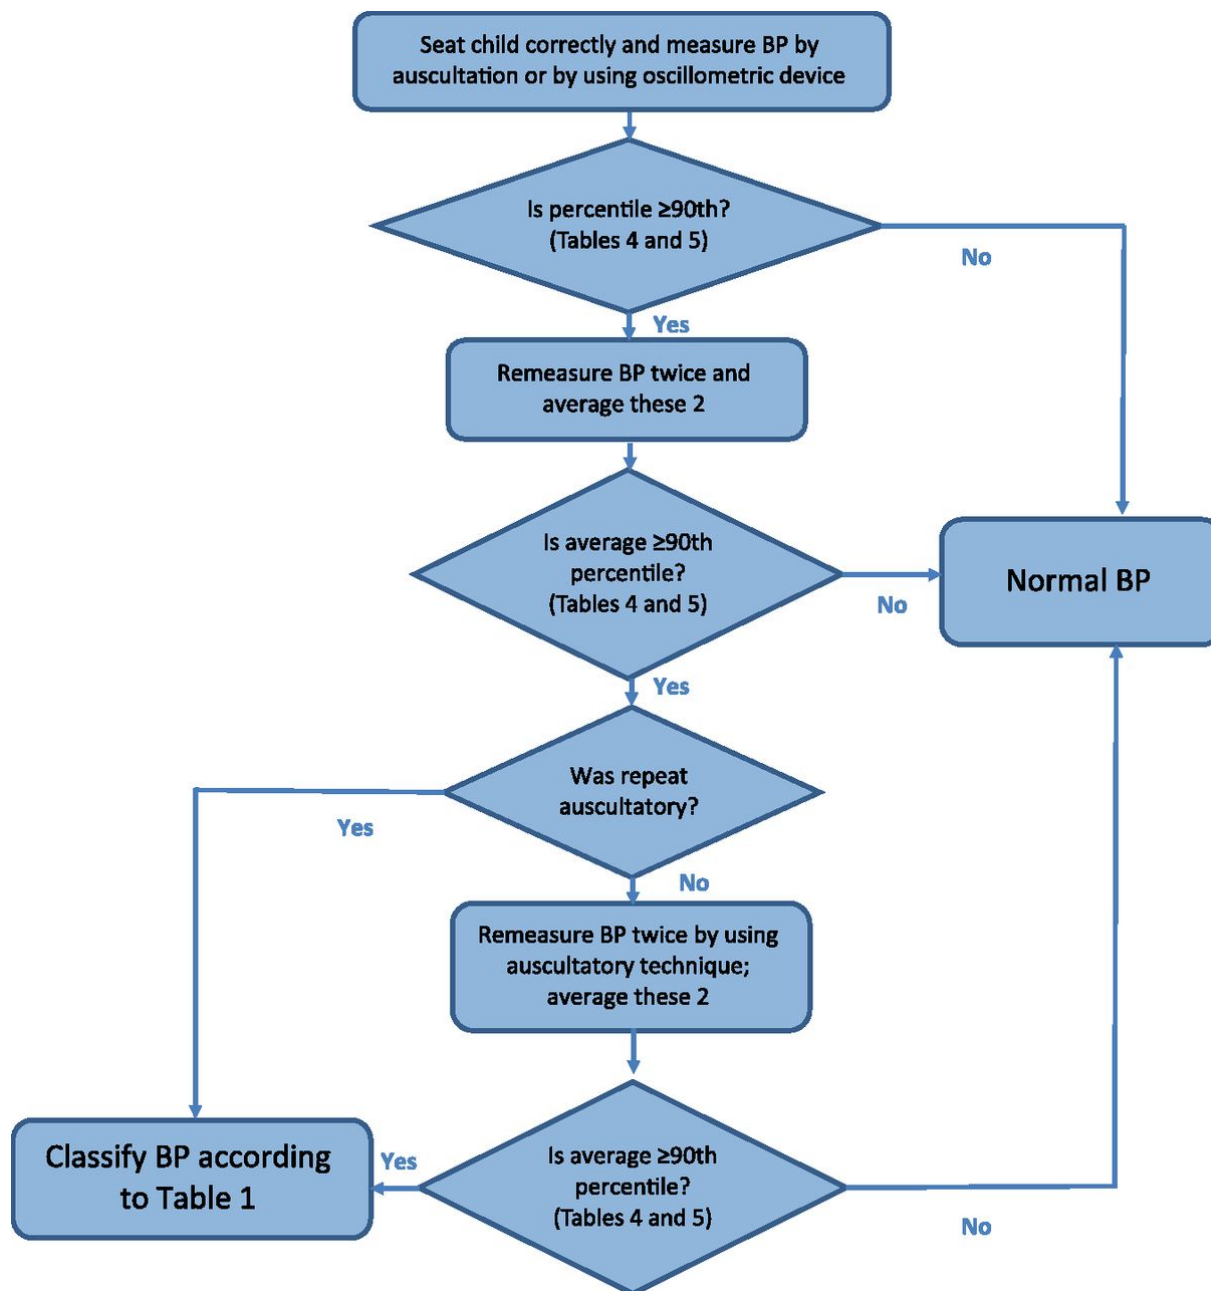 Seat child correctly and measure BP by
auscultation or by using oscillometric device
Is percentile ≥90th?
(Tables 4 and 5)
No
Yes
Remeasure BP twice and
average these 2
Is average ≥90th
percentile?
(Tables 4 and 5)
No
Normal BP
Yes
Was repeat
auscultatory?
Yes
No
Remeasure BP twice by using
auscultatory technique;
average these 2
Is average ≥90th
percentile?
(Tables 4 and 5)
Yes
Classify BP according
to Table 1
No